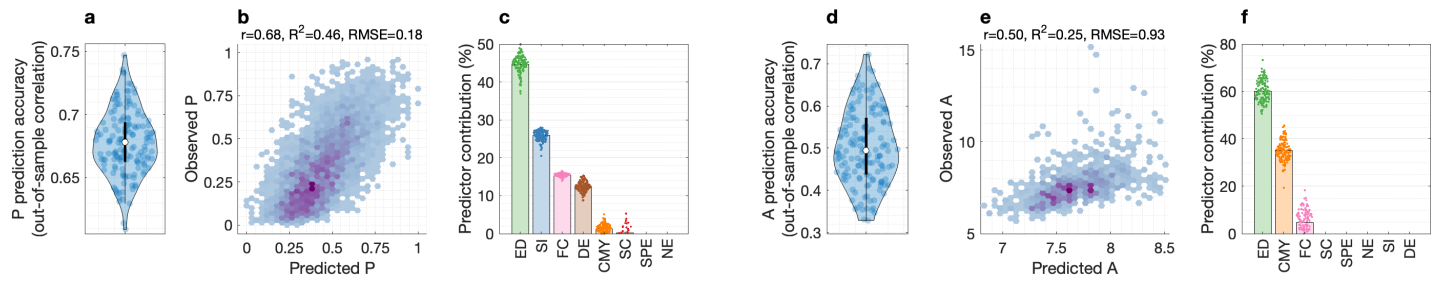 a
P prediction accuracy
(out-of-sample correlation)
0.75
0.7
0.65
b
r=0.68, R²=0.46, RMSE=0.18
Observed P
1
0.75
0.5
0.25
0
0
0.25
0.5
0.75
1
Predicted P
c
Predictor contribution (%)
50
40
30
20
10
0
ED
SI
FC
DE
CMY
SC
SPE
NE
d
A prediction accuracy
(out-of-sample correlation)
0.7
0.6
0.5
0.4
0.3
e
r=0.50, R²=0.25, RMSE=0.93
Observed A
15
10
5
7
7.5
8
8.5
Predicted A
f
Predictor contribution (%)
80
60
40
20
0
ED
CMY
FC
SC
SPE
NE
SI
DE